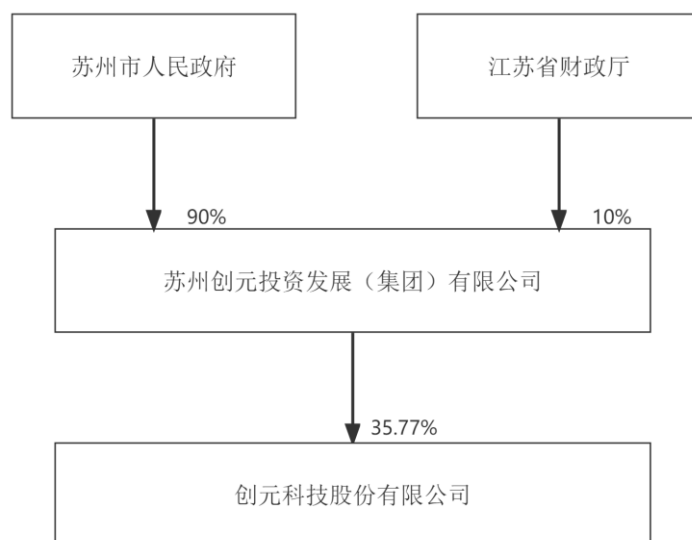 苏州市人民政府
江苏省财政厅
90%
10%
苏州创元投资发展（集团）有限公司
35.77%
创元科技股份有限公司